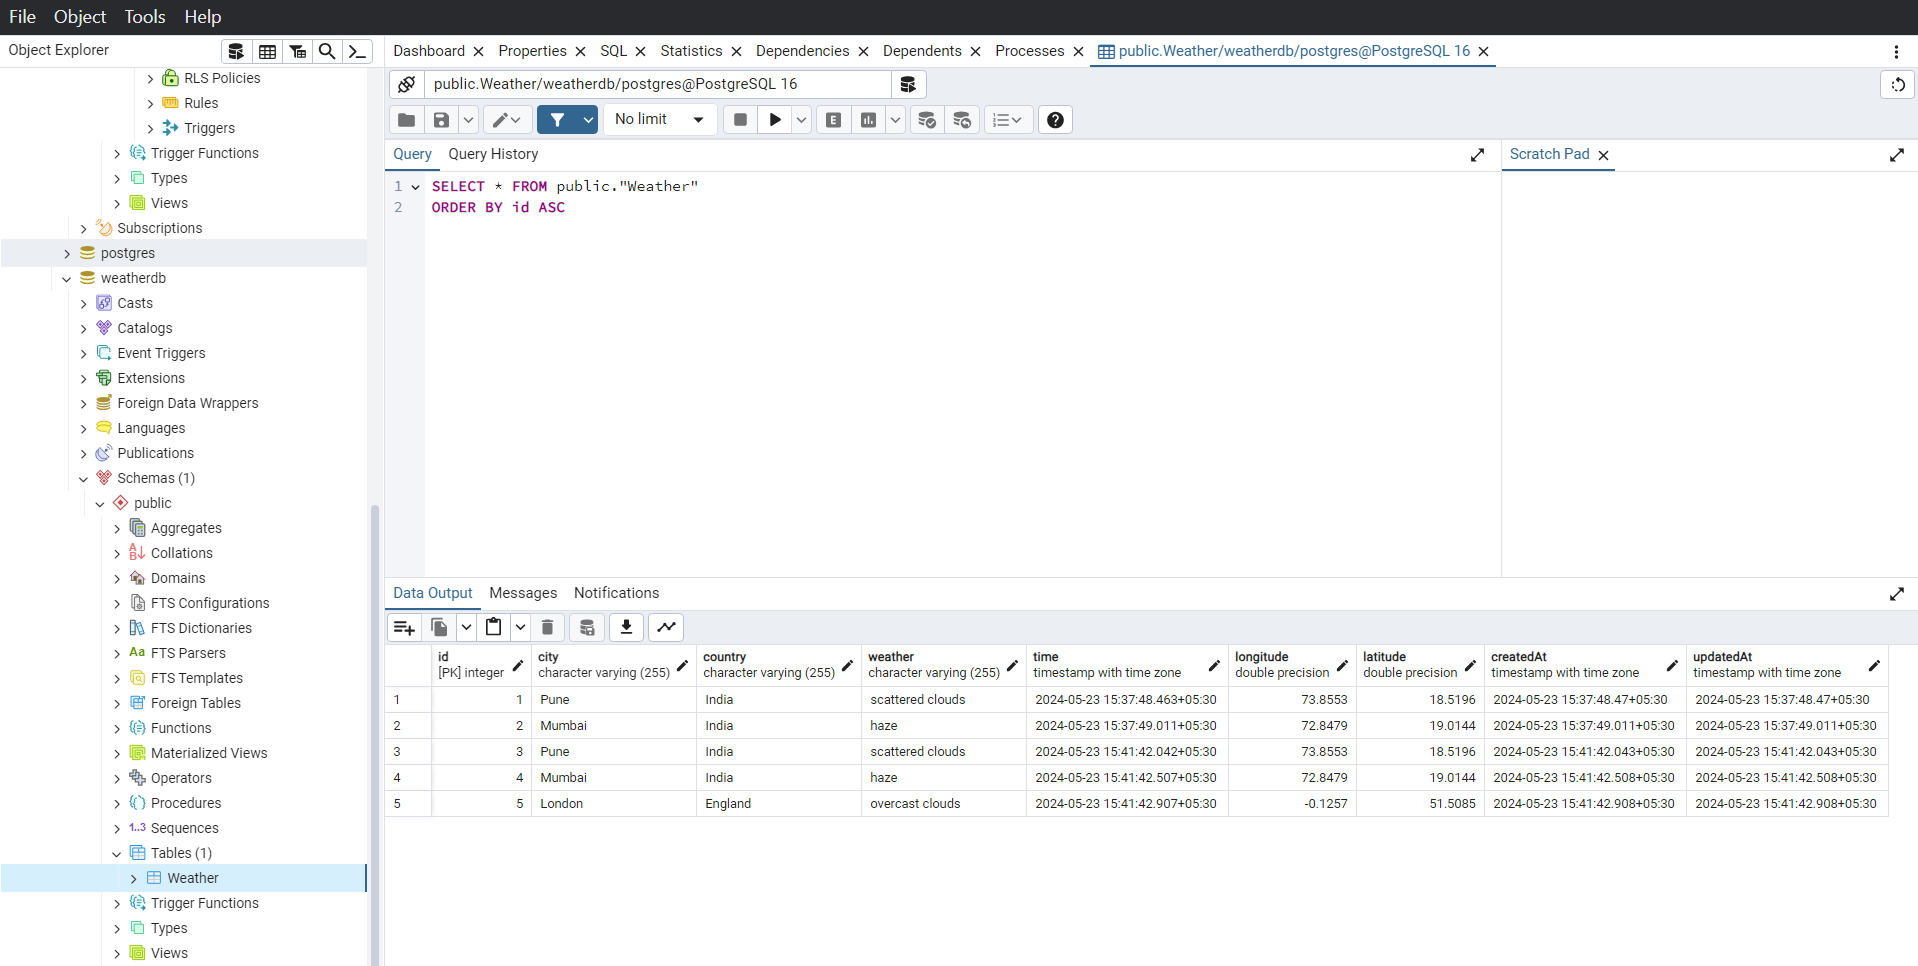 File Object Tools Help
Object Explorer
RLS Policies
Rules
Triggers
Trigger Functions
Types
Views
Subscriptions
postgres
weatherdb
Casts
Catalogs
Event Triggers
Extensions
Foreign Data Wrappers
Languages
Publications
Schemas (1)
public
Aggregates
Collations
Domains
FTS Configurations
FTS Dictionaries
Aa FTS Parsers
FTS Templates
Foreign Tables
Functions
Materialized Views
Operators
Procedures
1..3 Sequences
Tables (1)
Weather
Trigger Functions
Types
Views
Dashboard Properties SQL Statistics Dependencies Dependents Processes public.Weather/weatherdb/postgres@PostgreSQL 16
public.Weather/weatherdb/postgres@PostgreSQL 16
No limit E
Query Query History
1 SELECT * FROM public."Weather"
2 ORDER BY id ASC
Scratch Pad
Data Output Messages Notifications
id city country weather time longitude latitude createdAt updatedAt
[PK] integer character varying (255) character varying (255) character varying (255) timestamp with time zone double precision double precision timestamp with time zone timestamp with time zone
1 1 Pune India scattered clouds 2024-05-23 15:37:48.463+05:30 73.8553 18.5196 2024-05-23 15:37:48.47+05:30 2024-05-23 15:37:48.47+05:30
2 2 Mumbai India haze 2024-05-23 15:37:49.011+05:30 72.8479 19.0144 2024-05-23 15:37:49.011+05:30 2024-05-23 15:37:49.011+05:30
3 3 Pune India scattered clouds 2024-05-23 15:41:42.042+05:30 73.8553 18.5196 2024-05-23 15:41:42.043+05:30 2024-05-23 15:41:42.043+05:30
4 4 Mumbai India haze 2024-05-23 15:41:42.507+05:30 72.8479 19.0144 2024-05-23 15:41:42.508+05:30 2024-05-23 15:41:42.508+05:30
5 5 London England overcast clouds 2024-05-23 15:41:42.907+05:30 -0.1257 51.5085 2024-05-23 15:41:42.908+05:30 2024-05-23 15:41:42.908+05:30